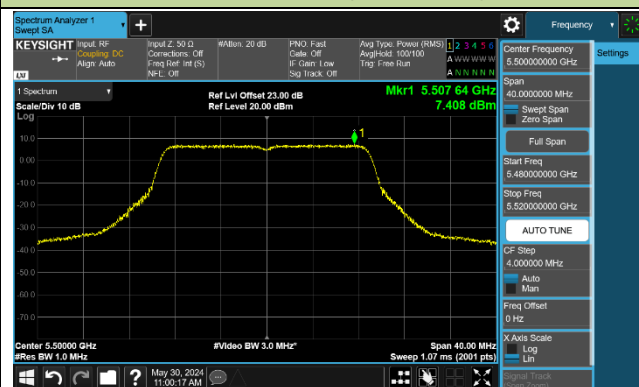 Spectrum Analyzer 1
Swept SA
Frequency
KEYSIGHT
Input: RF
Coupling: DC
Align: Auto
Input Z: 50 Ω
Corrections: Off
Freq Ref: Int (S)
NFE: Off
#Atten: 20 dB
PNO: Fast
Gate: Off
IF Gain: Low
Sig Track: Off
Avg Type: Power (RMS)
Avg|Hold: 100/100
Trig: Free Run
1 2 3 4 5 6
A W W W W W
A N N N N N
LXI
1 Spectrum
Scale/Div 10 dB
Log
Ref Lvl Offset 23.00 dB
Ref Level 20.00 dBm
Mkr1 5.507 64 GHz
7.408 dBm
1
10.0
0.00
-10.0
-20.0
-30.0
-40.0
-50.0
-60.0
-70.0
Center 5.50000 GHz
#Res BW 1.0 MHz
#Video BW 3.0 MHz*
Span 40.00 MHz
Sweep 1.07 ms (2001 pts)
May 30, 2024
11:00:17 AM
Settings
Center Frequency
5.500000000 GHz
Span
40.0000000 MHz
Swept Span
Zero Span
Full Span
Start Freq
5.480000000 GHz
Stop Freq
5.520000000 GHz
AUTO TUNE
CF Step
4.000000 MHz
Auto
Man
Freq Offset
0 Hz
X Axis Scale
Log
Lin
Signal Track
(Span Zoom)